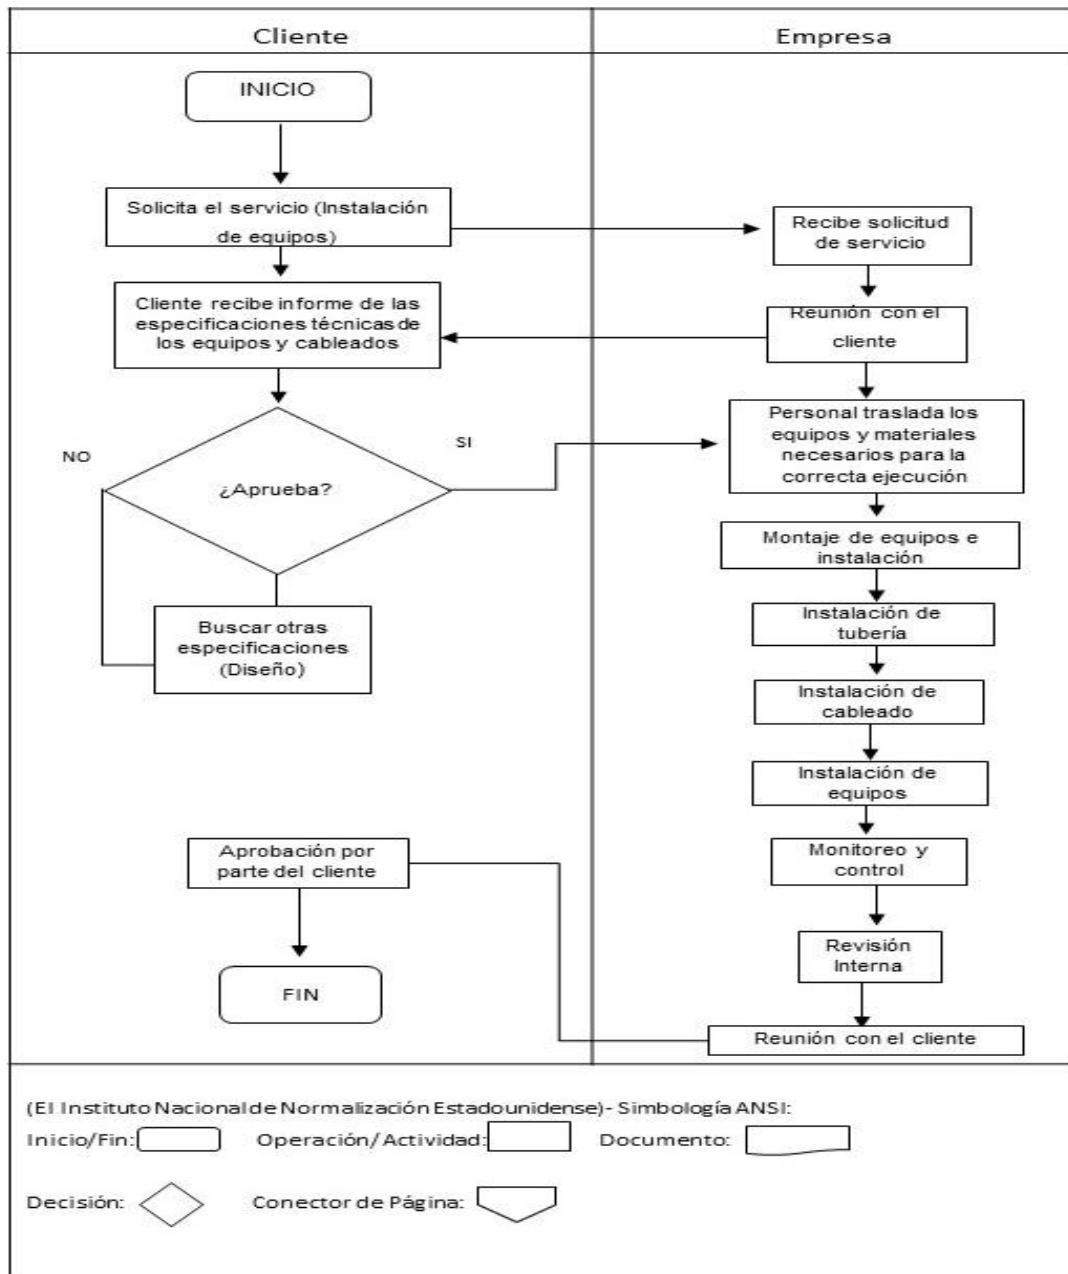 Cliente
Empresa
INICIO
Solicita el servicio (Instalación
de equipos)
Recibe solicitud
de servicio
Cliente recibe informe de las
especificaciones técnicas de
los equipos y cableados
Reunión con el
cliente
Personal traslada los
equipos y materiales
necesarios para la
correcta ejecución
NO
SI
¿Aprueba?
Montaje de equipos e
instalación
Buscar otras
especificaciones
(Diseño)
Instalación de
tubería
Instalación de
cableado
Instalación de
equipos
Aprobación por
parte del cliente
Monitoreo y
control
Revisión
Interna
FIN
Reunión con el cliente
(El Instituto Nacional de Normalización Estadounidense)- Simbología ANSI:
Inicio/Fin: Operación/Actividad: Documento:
Decisión: Conector de Página: